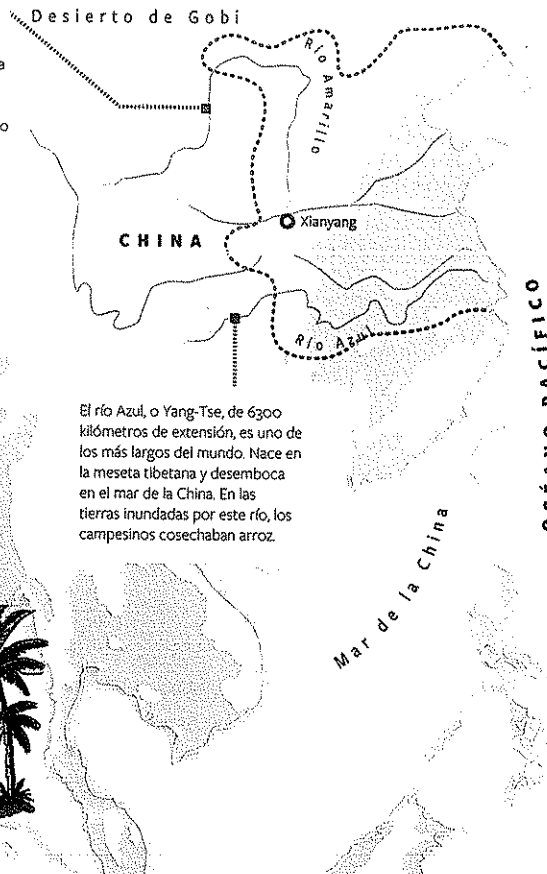 Desierto de Gobi
a
o
Río Amarillo
Xianyang
CHINA
Río Azul
OCÉANO PACÍFICO
El río Azul, o Yang-Tse, de 6300
kilómetros de extensión, es uno de
los más largos del mundo. Nace en
la meseta tibetana y desemboca
en el mar de la China. En las
tierras inundadas por este río, los
campesinos cosechaban arroz.
Mar de la China